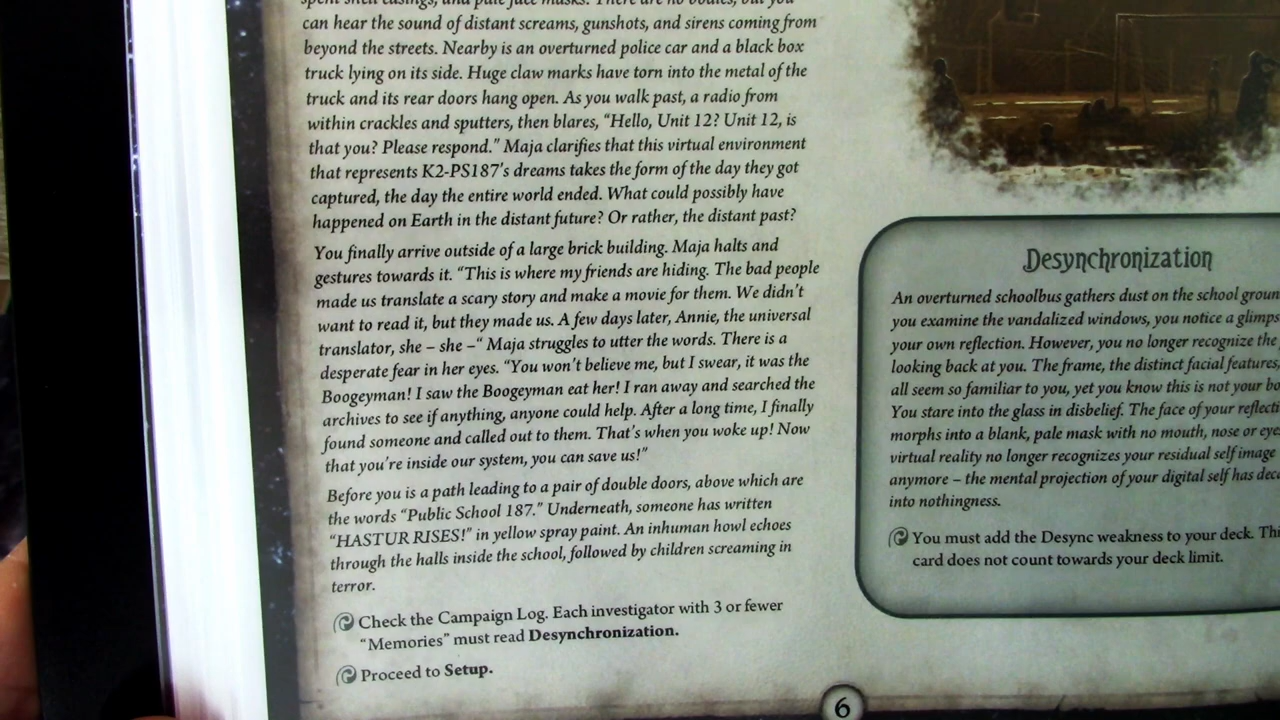 spent shell casings, and pale face masks. There are no bodies, but you
can hear the sound of distant screams, gunshots, and sirens coming from
beyond the streets. Nearby is an overturned police car and a black box
truck lying on its side. Huge claw marks have torn into the metal of the
truck and its rear doors hang open. As you walk past, a radio from
within crackles and sputters, then blares, “Hello, Unit 12? Unit 12, is
that you? Please respond.” Maja clarifies that this virtual environment
that represents K2-PS187’s dreams takes the form of the day they got
captured, the day the entire world ended. What could possibly have
happened on Earth in the distant future? Or rather, the distant past?
You finally arrive outside of a large brick building. Maja halts and
gestures towards it. “This is where my friends are hiding. The bad people
made us translate a scary story and make a movie for them. We didn’t
want to read it, but they made us. A few days later, Annie, the universal
translator, she – she –“ Maja struggles to utter the words. There is a
desperate fear in her eyes. “You won’t believe me, but I swear, it was the
Boogeyman! I saw the Boogeyman eat her! I ran away and searched the
archives to see if anything, anyone could help. After a long time, I finally
found someone and called out to them. That’s when you woke up! Now
that you’re inside our system, you can save us!”
Before you is a path leading to a pair of double doors, above which are
the words “Public School 187.” Underneath, someone has written
“HASTUR RISES!” in yellow spray paint. An inhuman howl echoes
through the halls inside the school, followed by children screaming in
terror.
Check the Campaign Log. Each investigator with 3 or fewer
“Memories” must read Desynchronization.
Proceed to Setup.
6
Desynchronization
An overturned schoolbus gathers dust on the school
you examine the vandalized windows, you notice a
your own reflection. However, you no longer recognize the
looking back at you. The frame, the distinct facial features,
all seem so familiar to you, yet you know this is not your
You stare into the glass in disbelief. The face of your
morphs into a blank, pale mask with no mouth, nose or
virtual reality no longer recognizes your residual self image
anymore – the mental projection of your digital self has
into nothingness.
You must add the Desync weakness to your deck.
card does not count towards your deck limit.